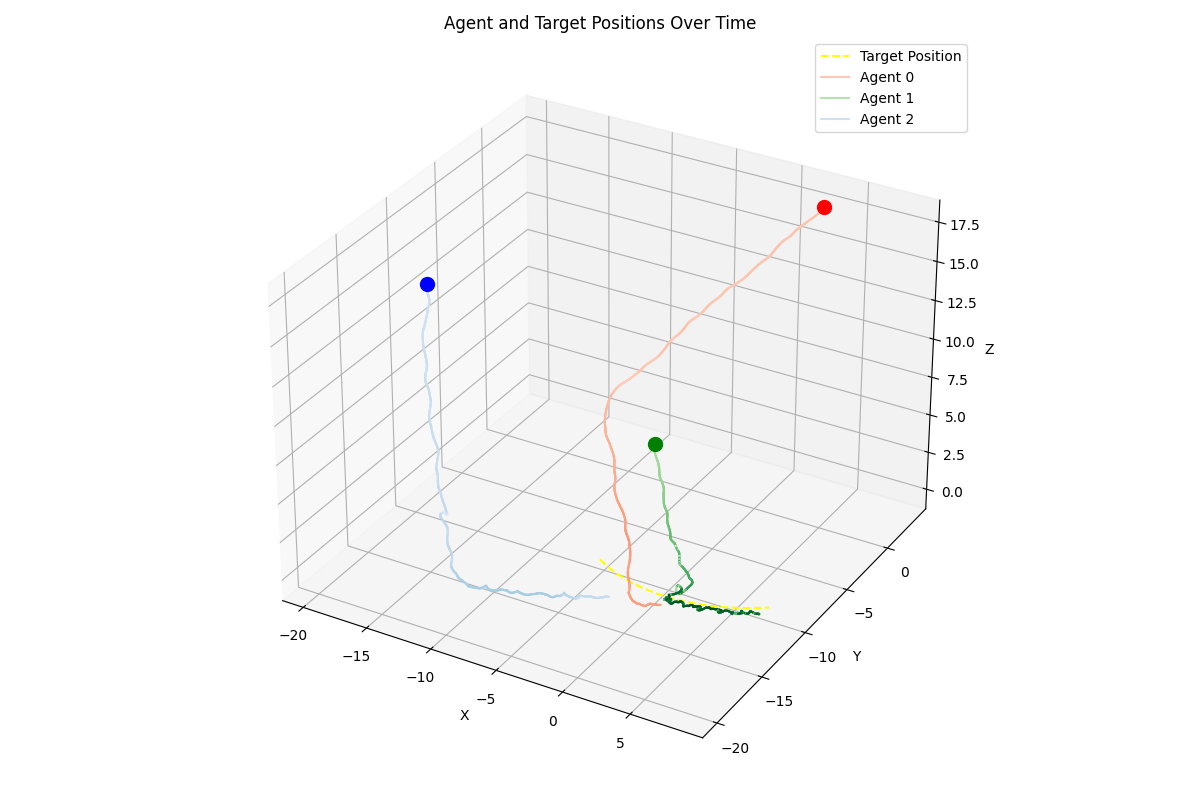 Agent and Target Positions Over Time
Target Position
Agent 0
Agent 1
Agent 2
17.5
15.0
12.5
10.0
7.5
5.0
2.5
0.0
Z
0
−5
−10
−15
−20
Y
−20
−15
−10
−5
0
5
X